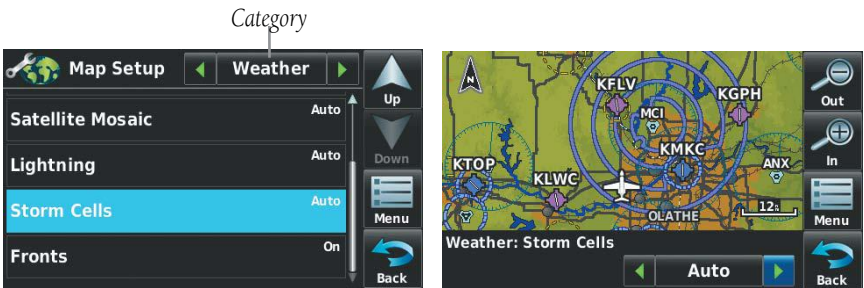 Category
Map Setup
Weather
Up
Satellite Mosaic
Auto
Down
Lightning
Auto
Storm Cells
Auto
Menu
Fronts
On
Back
N
KFLV
KGPH
MCI
KMKC
KTOP
KLWC
ANX
OLATHE
Out
In
Menu
Weather: Storm Cells
Auto
Back